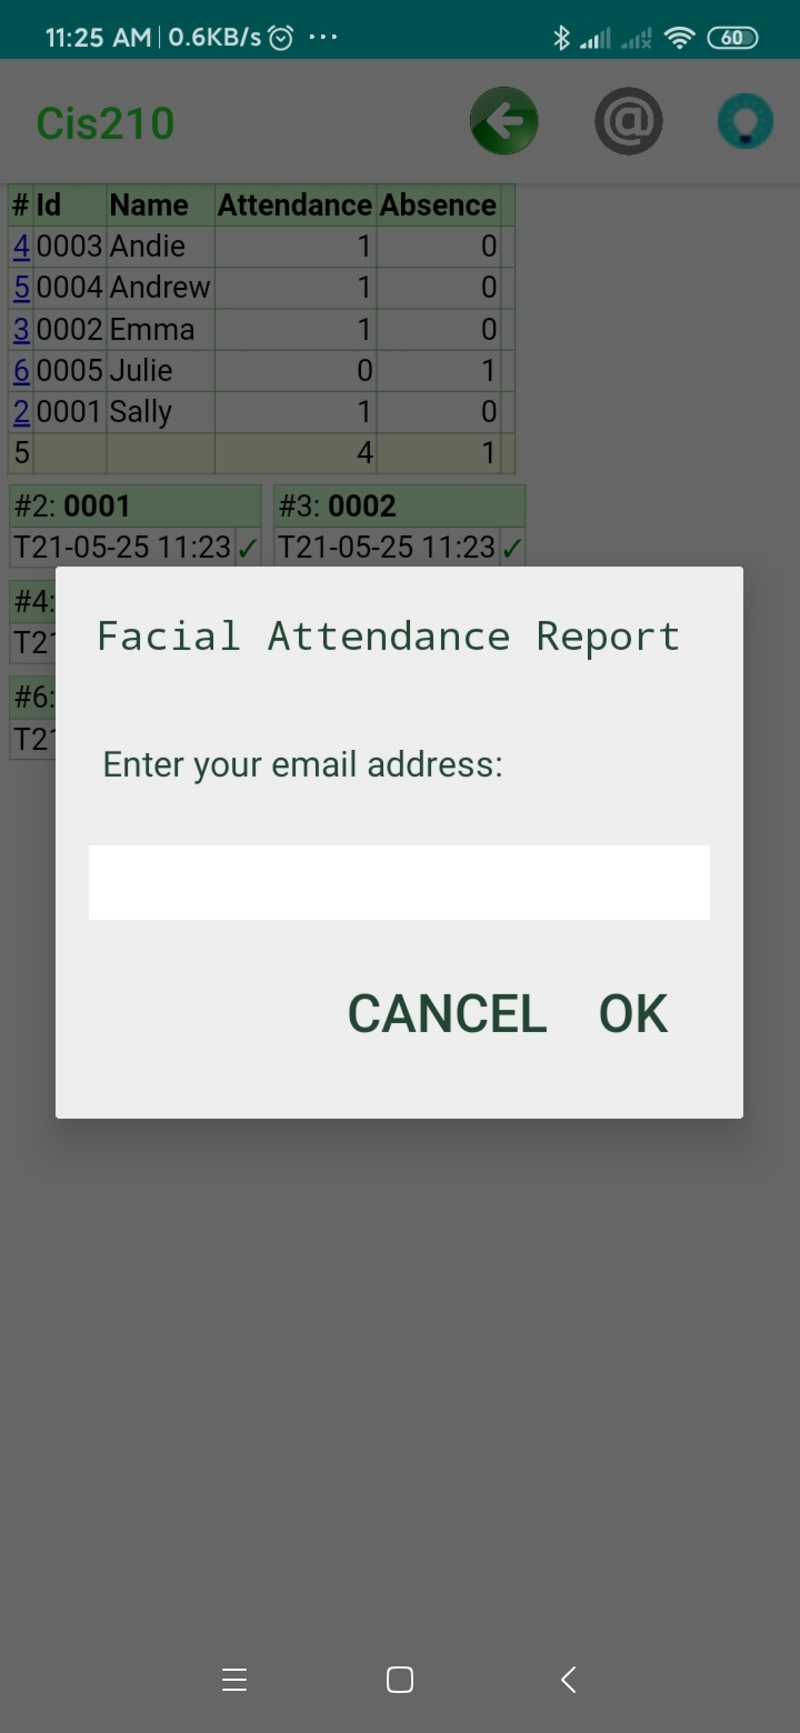 11:25 AM | 0.6KB/s ... 60
Cis210
# Id Name Attendance Absence
4 0003 Andie 1 0
5 0004 Andrew 1 0
3 0002 Emma 1 0
6 0005 Julie 0 1
2 0001 Sally 1 0
5 4 1
#2: 0001 #3: 0002
T21-05-25 11:23 ✓ T21-05-25 11:23 ✓
#4:
T21
#6:
T21
Facial Attendance Report
Enter your email address:
CANCEL OK